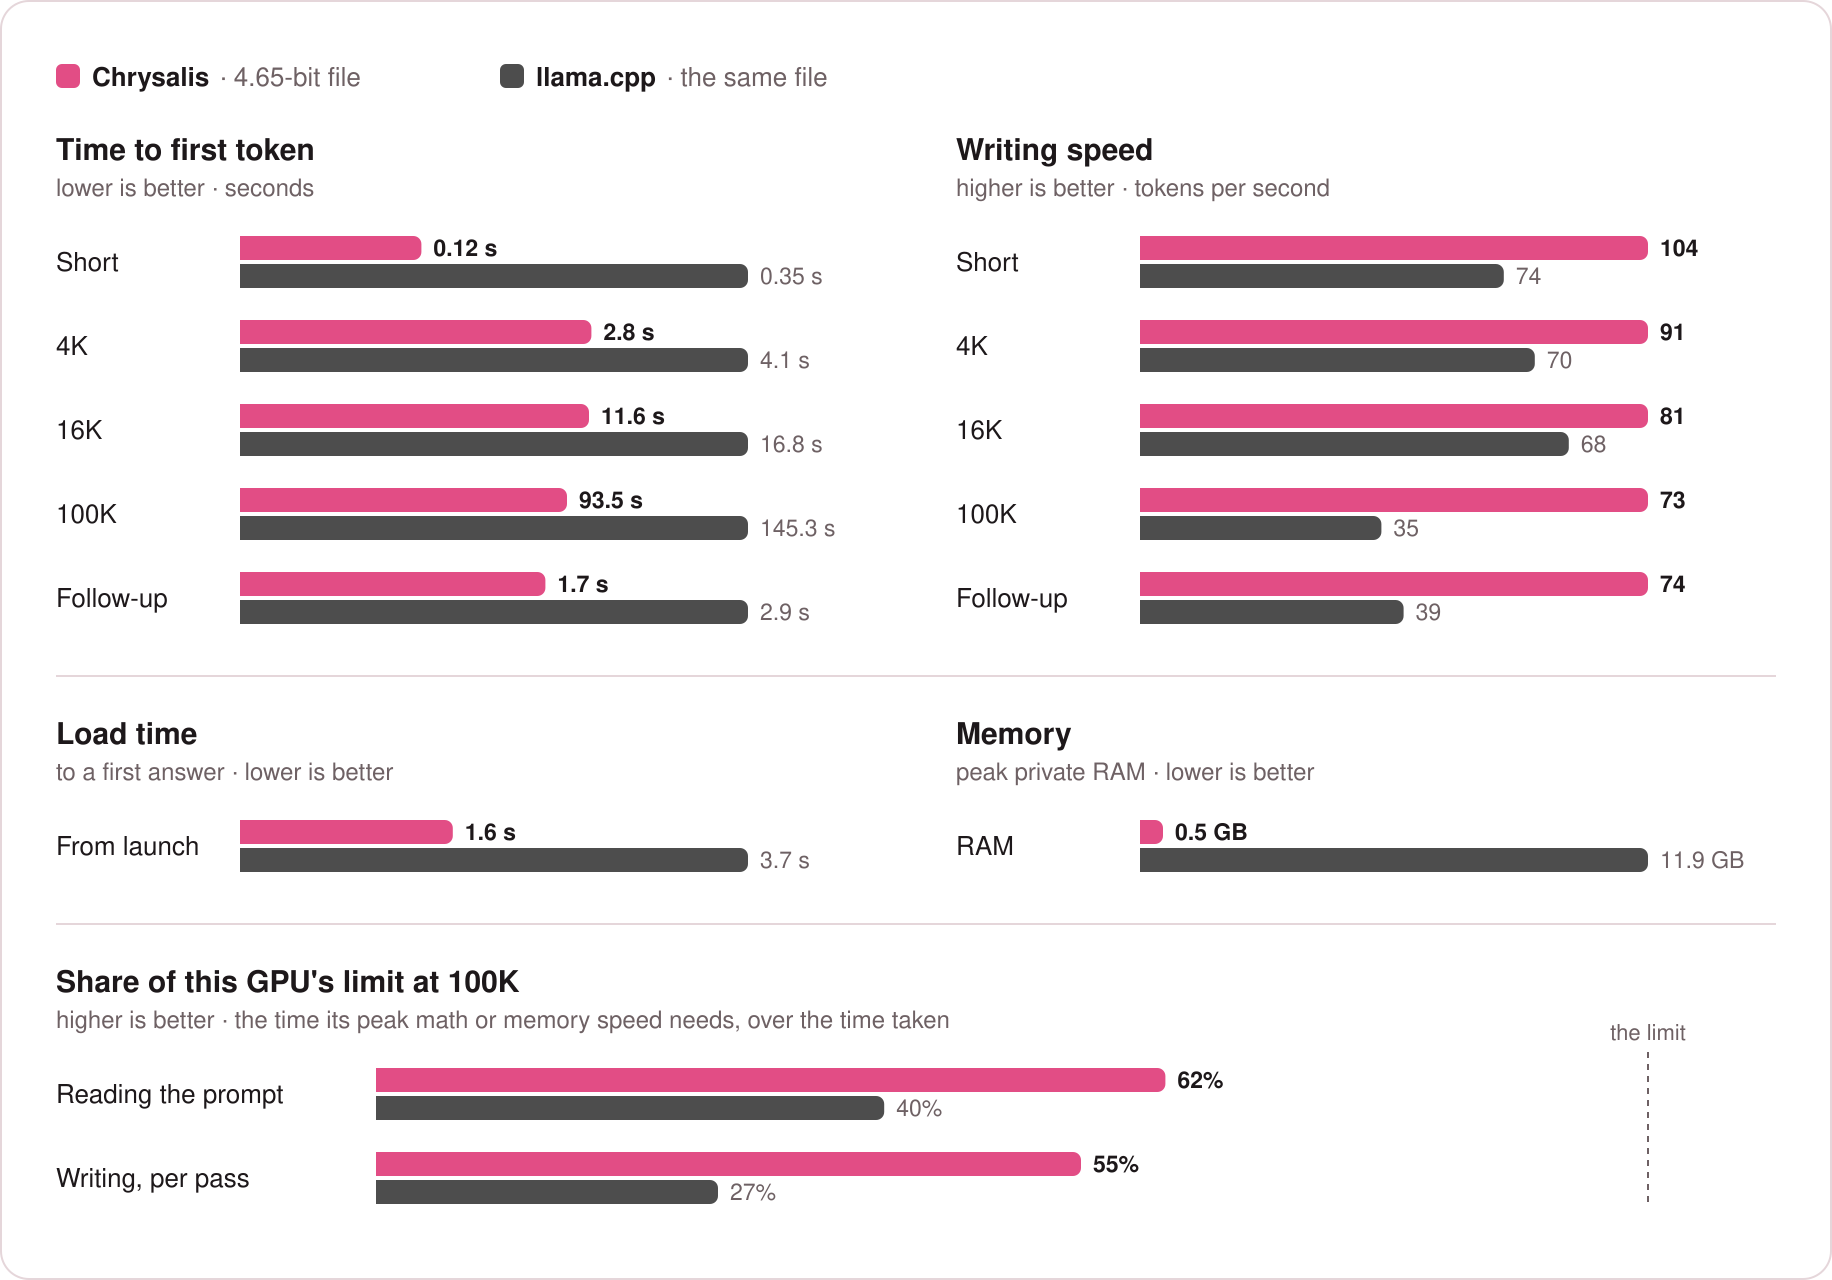 Chrysalis · 4.65-bit file
llama.cpp · the same file
Time to first token
lower is better · seconds
Short
0.12 s
0.35 s
4K
2.8 s
4.1 s
16K
11.6 s
16.8 s
100K
93.5 s
145.3 s
Follow-up
1.7 s
2.9 s
Writing speed
higher is better · tokens per second
Short
104
74
4K
91
70
16K
81
68
100K
73
35
Follow-up
74
39
Load time
to a first answer · lower is better
From launch
1.6 s
3.7 s
Memory
peak private RAM · lower is better
RAM
0.5 GB
11.9 GB
Share of this GPU's limit at 100K
higher is better · the time its peak math or memory speed needs, over the time taken
the limit
Reading the prompt
62%
40%
Writing, per pass
55%
27%